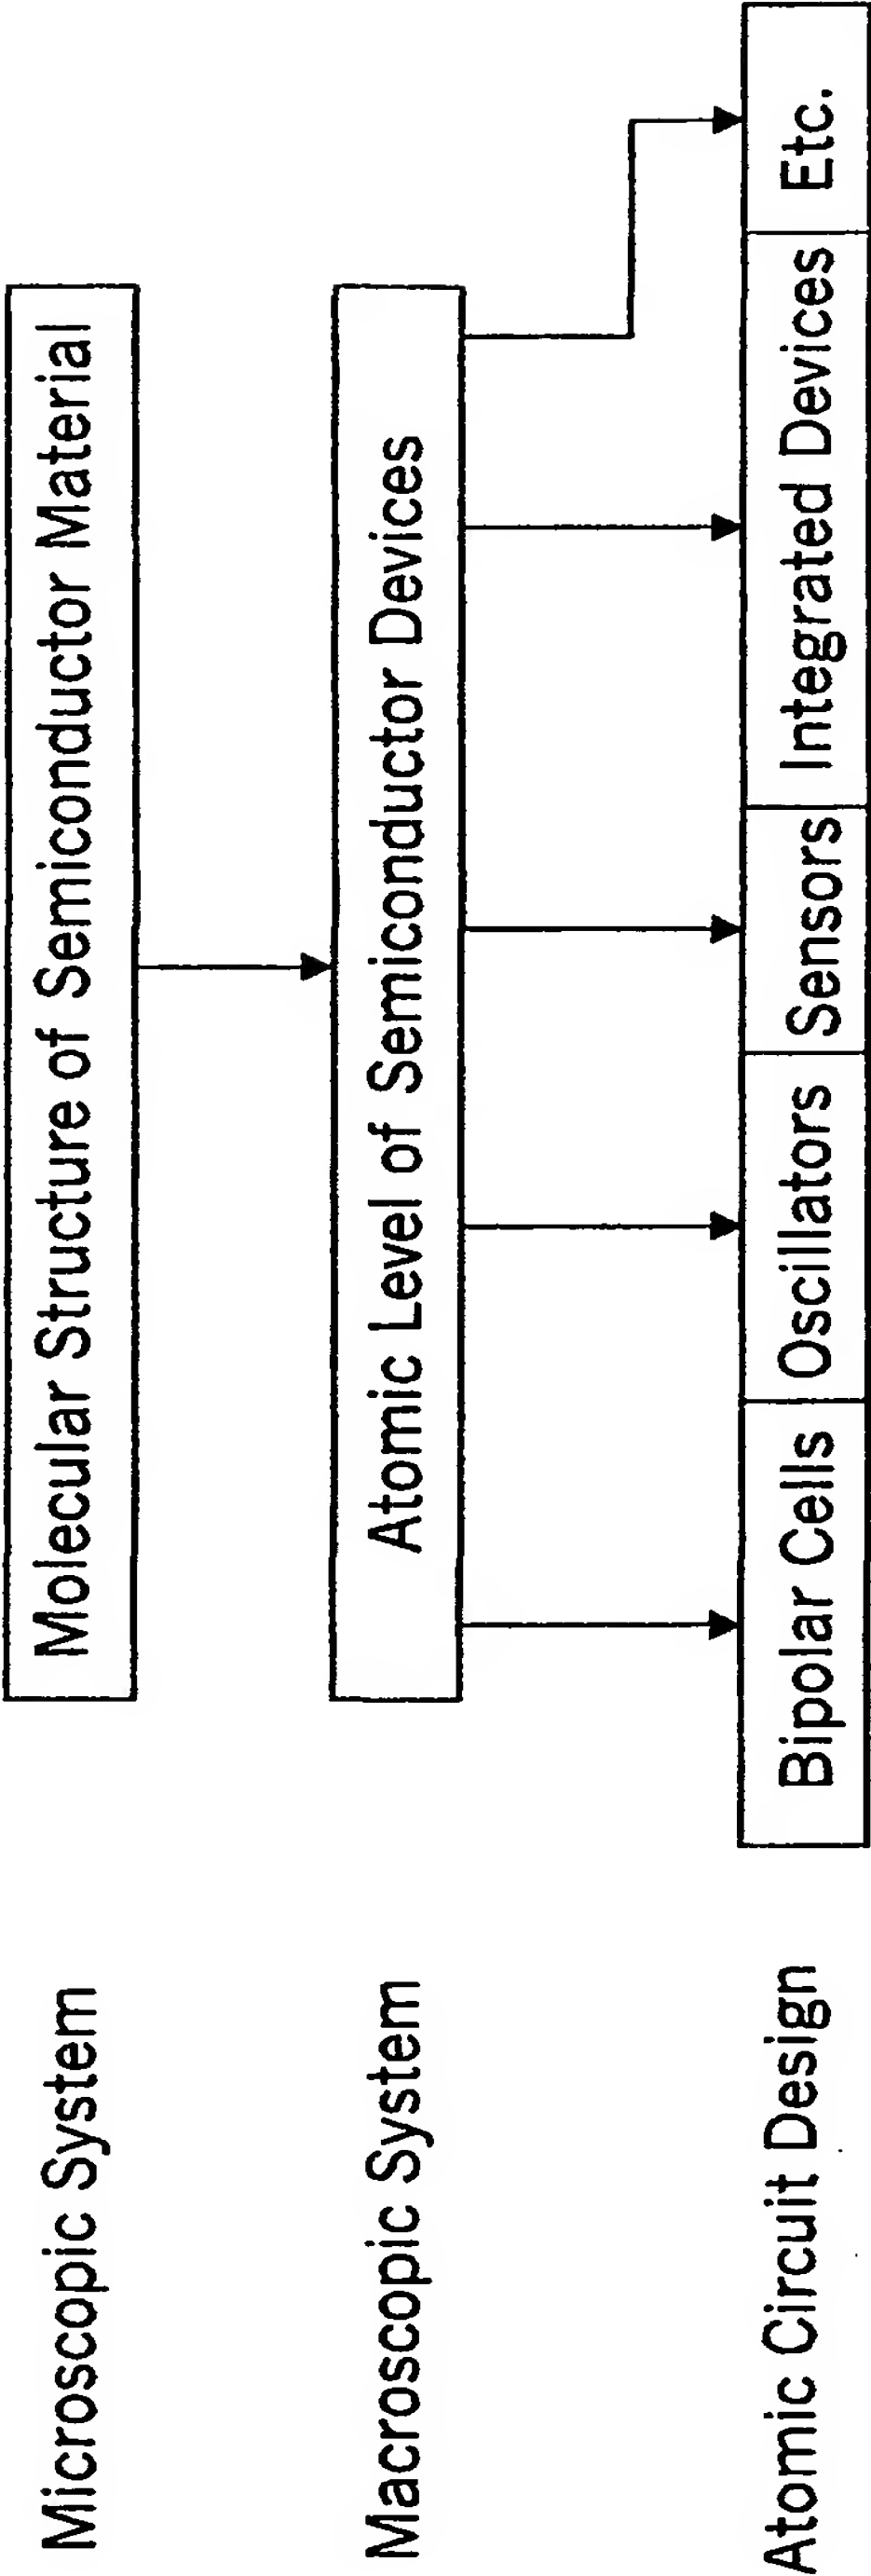 Microscopic System
Molecular Structure of Semiconductor Material
Macroscopic System
Atomic Level of Semiconductor Devices
Atomic Circuit Design
Bipolar Cells
Oscillators
Sensors
Integrated Devices
Etc.